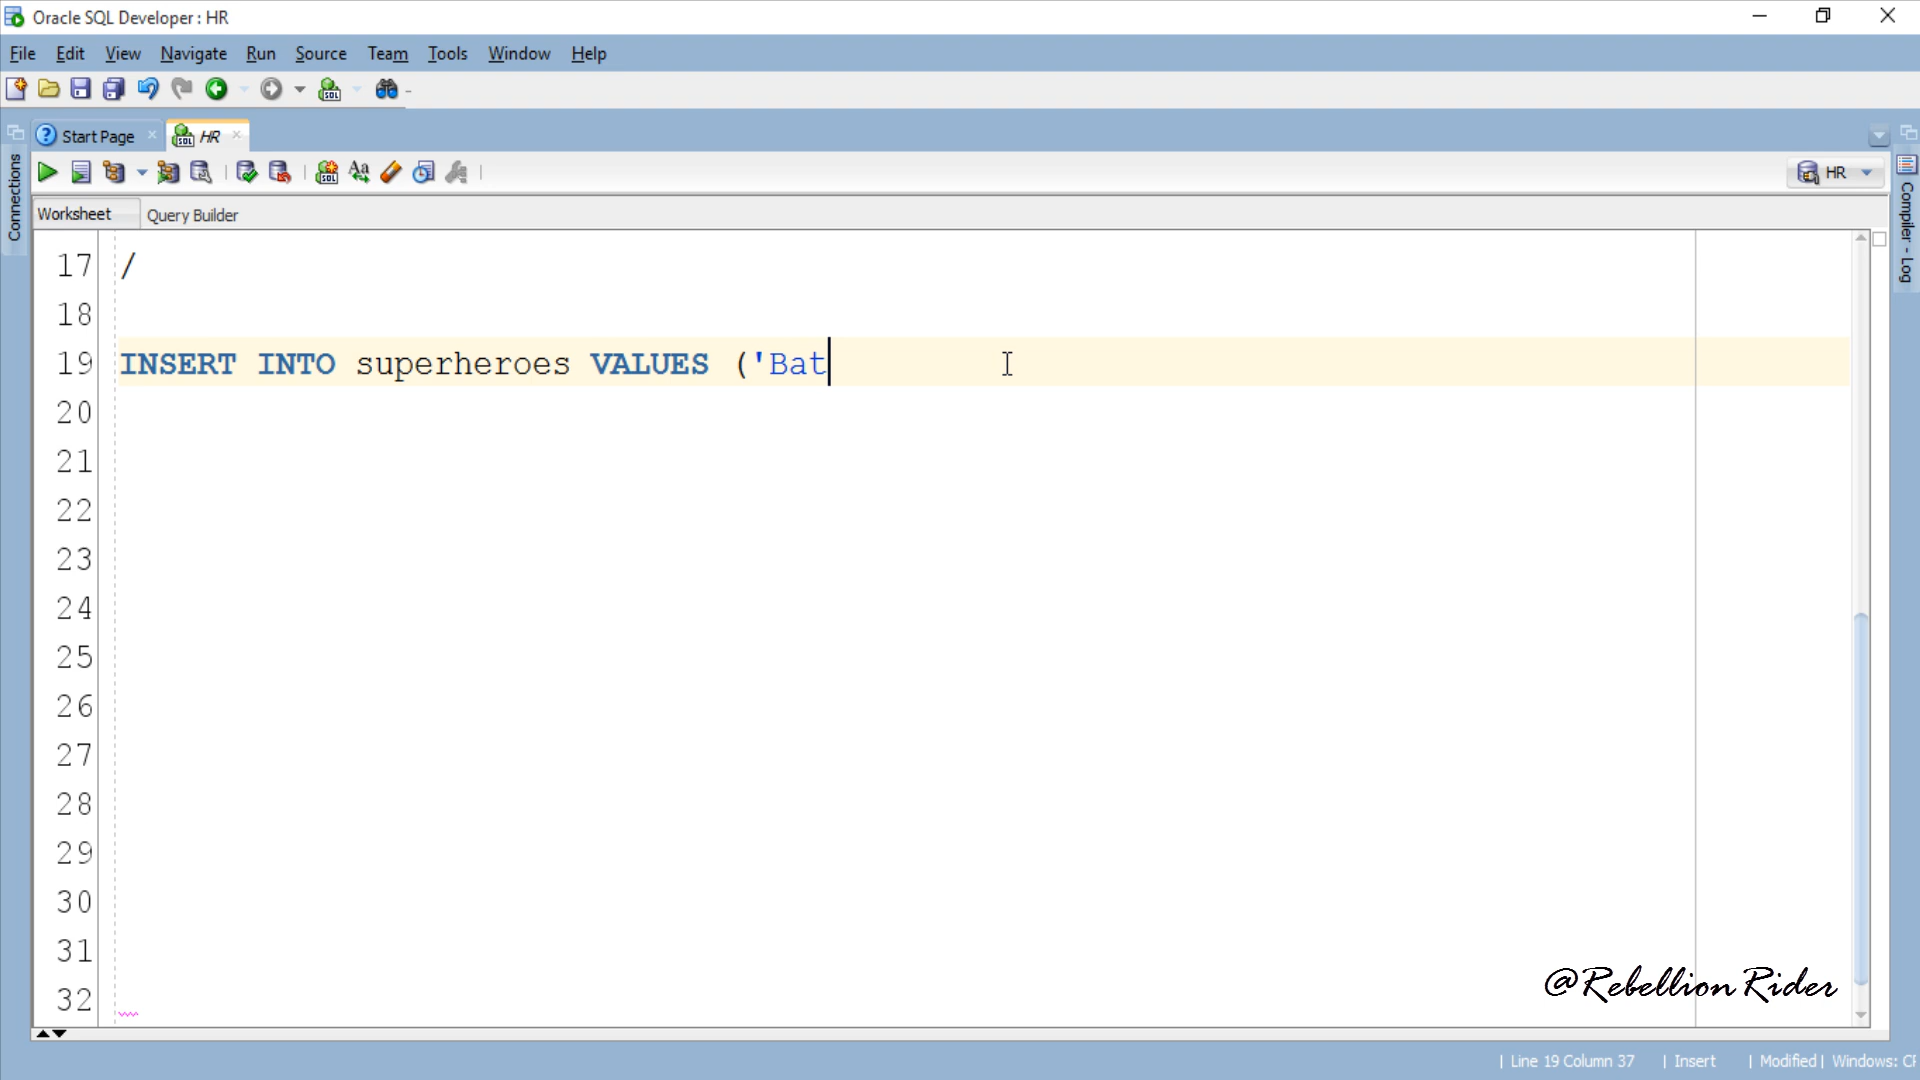 Oracle SQL Developer : HR
File Edit View Navigate Run Source Team Tools Window Help
Start Page HR
HR
Worksheet Query Builder
Connections
Compiler - Log
17 /
18
19 INSERT INTO superheroes VALUES ('Bat
20
21
22
23
24
25
26
27
28
29
30
31
32
@Rebellion Rider
| Line 19 Column 37 | Insert | Modified | Windows: CF